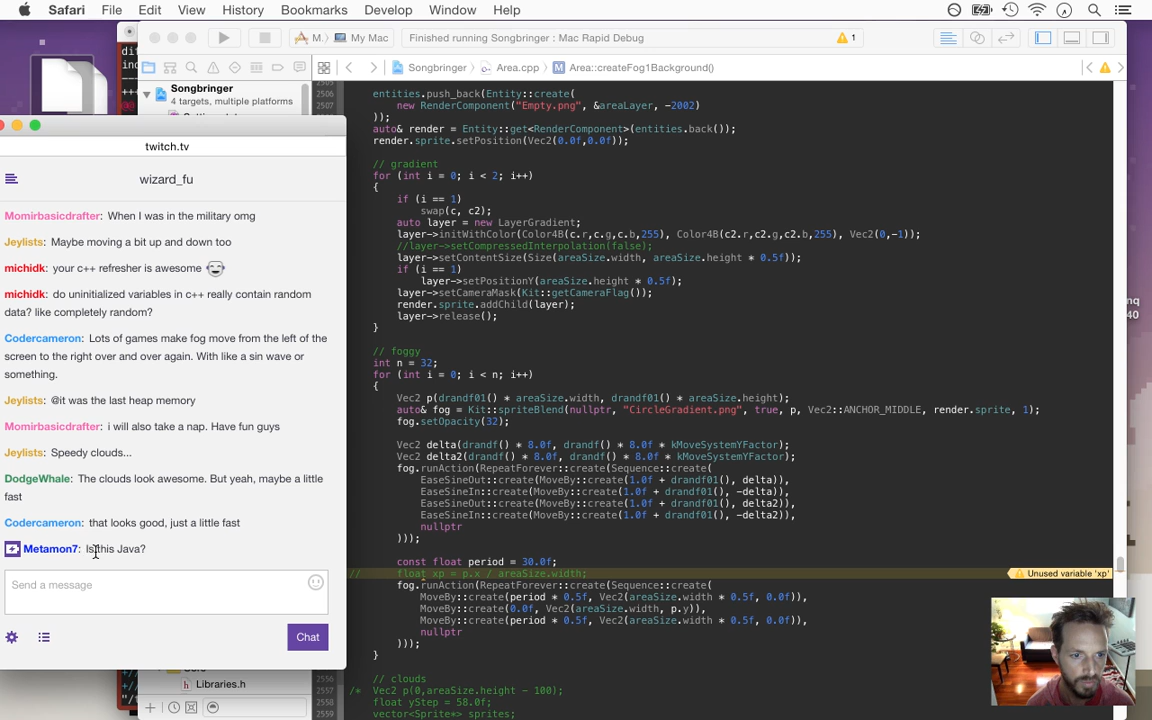 Safari File Edit View History Bookmarks Develop Window Help
M. My Mac Finished running Songbringer : Mac Rapid Debug 1
Songbringer Area.cpp Area::createFog1Background()
Songbringer
4 targets, multiple platforms
twitch.tv
wizard_fu
Momirbasicdrafter: When I was in the military omg
Jeylists: Maybe moving a bit up and down too
michidk: your c++ refresher is awesome
michidk: do uninitialized variables in c++ really contain random
data? like completely random?
Codercameron: Lots of games make fog move from the left of the
screen to the right over and over again. With like a sin wave or
something.
Jeylists: @it was the last heap memory
Momirbasicdrafter: i will also take a nap. Have fun guys
Jeylists: Speedy clouds...
DodgeWhale: The clouds look awesome. But yeah, maybe a little
fast
Codercameron: that looks good, just a little fast
Metamon7: Is this Java?
Send a message
Chat
Libraries.h
2506 entities.push_back(Entity::create(
2507 new RenderComponent("Empty.png", &areaLayer, -2002)
));
auto& render = Entity::get<RenderComponent>(entities.back());
render.sprite.setPosition(Vec2(0.0f,0.0f));
// gradient
for (int i = 0; i < 2; i++)
{
if (i == 1)
swap(c, c2);
auto layer = new LayerGradient;
layer->initWithColor(Color4B(c.r,c.g,c.b,255), Color4B(c2.r,c2.g,c2.b,255), Vec2(0,-1));
//layer->setCompressedInterpolation(false);
layer->setContentSize(Size(areaSize.width, areaSize.height * 0.5f));
if (i == 1)
layer->setPositionY(areaSize.height * 0.5f);
layer->setCameraMask(Kit::getCameraFlag());
render.sprite.addChild(layer);
layer->release();
}
// foggy
int n = 32;
for (int i = 0; i < n; i++)
{
Vec2 p(drandf01() * areaSize.width, drandf01() * areaSize.height);
auto& fog = Kit::spriteBlend(nullptr, "CircleGradient.png", true, p, Vec2::ANCHOR_MIDDLE, render.sprite, 1);
fog.setOpacity(32);
Vec2 delta(drandf() * 8.0f, drandf() * 8.0f * kMoveSystemYFactor);
Vec2 delta2(drandf() * 8.0f, drandf() * 8.0f * kMoveSystemYFactor);
fog.runAction(RepeatForever::create(Sequence::create(
EaseSineOut::create(MoveBy::create(1.0f + drandf01(), delta)),
EaseSineIn::create(MoveBy::create(1.0f + drandf01(), -delta)),
EaseSineOut::create(MoveBy::create(1.0f + drandf01(), delta2)),
EaseSineIn::create(MoveBy::create(1.0f + drandf01(), -delta2)),
nullptr
)));
const float period = 30.0f;
// float xp = p.x / areaSize.width; Unused variable 'xp'
fog.runAction(RepeatForever::create(Sequence::create(
MoveBy::create(period * 0.5f, Vec2(areaSize.width * 0.5f, 0.0f)),
MoveBy::create(0.0f, Vec2(areaSize.width, p.y)),
MoveBy::create(period * 0.5f, Vec2(areaSize.width * 0.5f, 0.0f)),
nullptr
)));
}
2556 // clouds
2557 /* Vec2 p(0,areaSize.height - 100);
2558 float yStep = 58.0f;
2559 vector<Sprite*> sprites;
nq
40